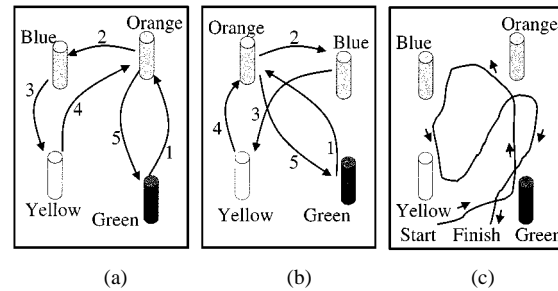 Orange
Blue
2
3
4
5
1
Yellow
Green
(a)
Orange
2
Blue
3
4
1
5
Yellow
Green
(b)
Orange
Blue
Yellow
Start Finish Green
(c)